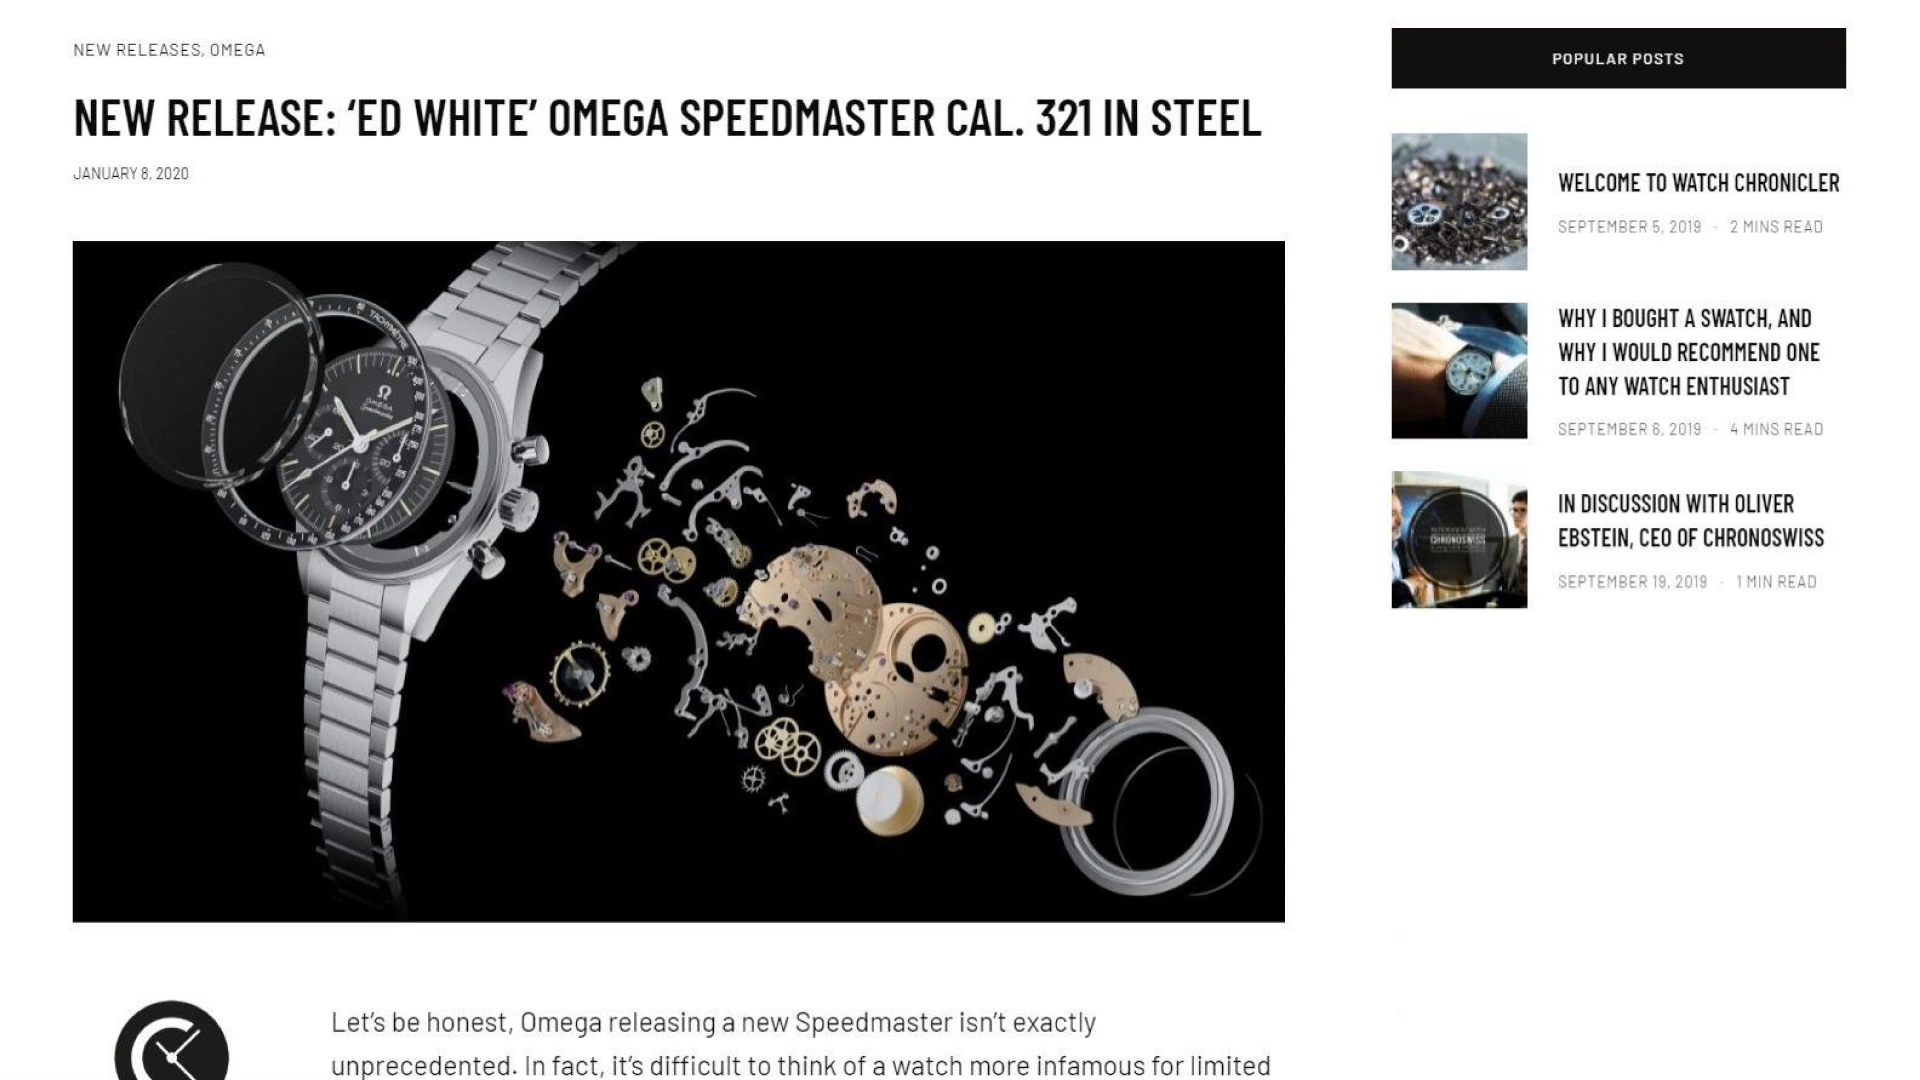 NEW RELEASES, OMEGA
NEW RELEASE: ‘ED WHITE’ OMEGA SPEEDMASTER CAL. 321 IN STEEL
JANUARY 8, 2020
TACHYMÈTRE
OMEGA
Speedmaster
Let’s be honest, Omega releasing a new Speedmaster isn’t exactly
unprecedented. In fact, it’s difficult to think of a watch more infamous for limited
POPULAR POSTS
WELCOME TO WATCH CHRONICLER
SEPTEMBER 5, 2019 · 2 MINS READ
WHY I BOUGHT A SWATCH, AND
WHY I WOULD RECOMMEND ONE
TO ANY WATCH ENTHUSIAST
SEPTEMBER 6, 2019 · 4 MINS READ
CHRONOSWISS
IN DISCUSSION WITH OLIVER
EBSTEIN, CEO OF CHRONOSWISS
SEPTEMBER 19, 2019 · 1 MIN READ